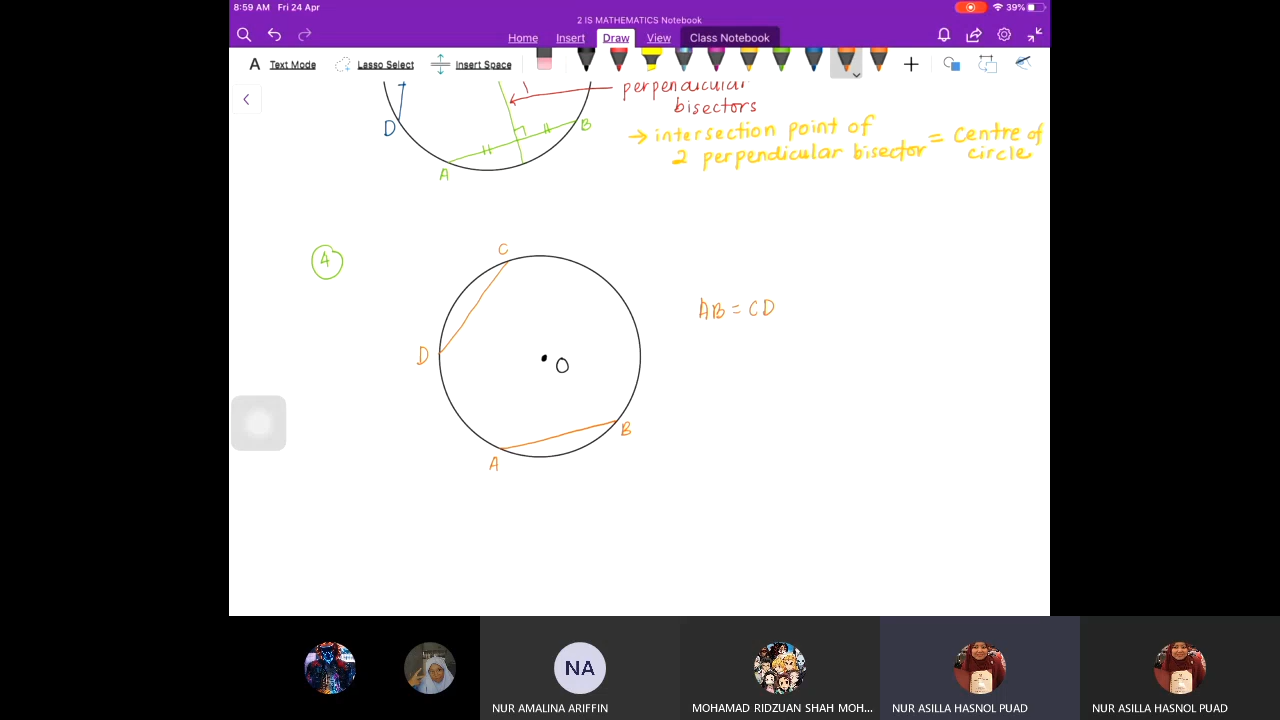 8:59 AM Fri 24 Apr
39%
2 IS MATHEMATICS Notebook
Home Insert Draw View Class Notebook
A Text Mode Lasso Select Insert Space
perpendicular
bisectors
D
B
A
→ intersection point of
2 perpendicular bisector = centre of
circle
4
C
AB = CD
D
O
B
A
NA
NUR AMALINA ARIFFIN
MOHAMAD RIDZUAN SHAH MOH...
NUR ASILLA HASNOL PUAD
NUR ASILLA HASNOL PUAD